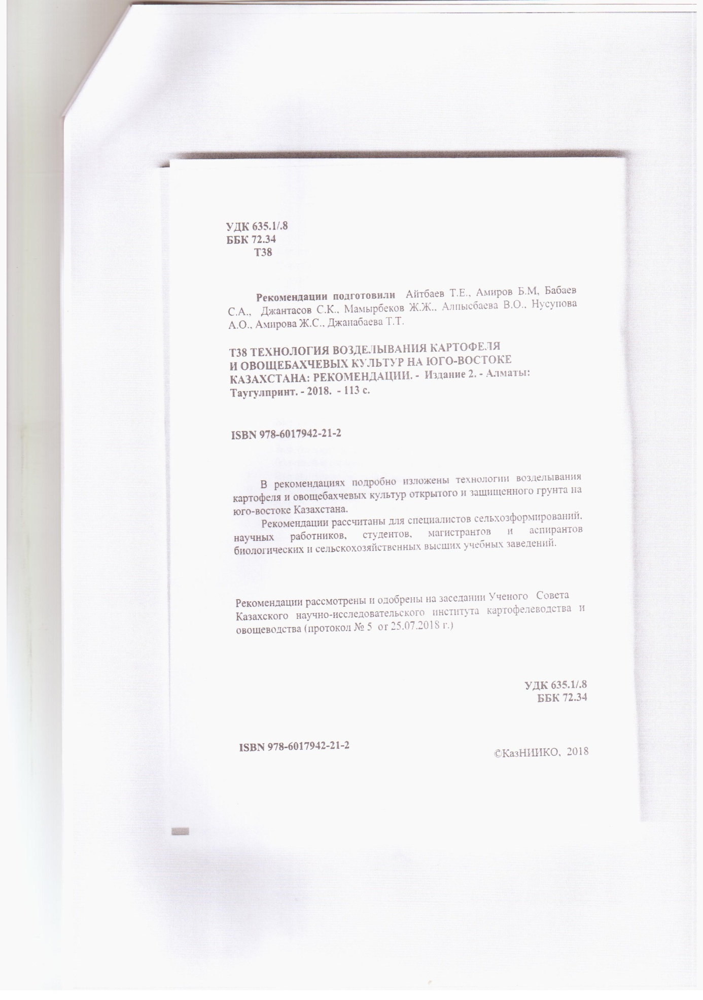 УДК 635.1/.8
ББК 72.34
Т38
Рекомендации подготовили Айтбаев Т.Е., Амиров Б.М, Бабаев
С.А., Джантасов С.К., Мамырбеков Ж.Ж., Алпысбаева В.О., Нусупова
А.О., Амирова Ж.С., Джанабаева Т.Т.
Т38 ТЕХНОЛОГИЯ ВОЗДЕЛЫВАНИЯ КАРТОФЕЛЯ
И ОВОЩЕБАХЧЕВЫХ КУЛЬТУР НА ЮГО-ВОСТОКЕ
КАЗАХСТАНА: РЕКОМЕНДАЦИИ. - Издание 2. - Алматы:
Таугулпринт. - 2018. - 113 с.
ISBN 978-6017942-21-2
В рекомендациях подробно изложены технологии возделывания
картофеля и овощебахчевых культур открытого и защищенного грунта на
юго-востоке Казахстана.
Рекомендации рассчитаны для специалистов сельхозформирований,
научных работников, студентов, магистрантов и аспирантов
биологических и сельскохозяйственных высших учебных заведений.
Рекомендации рассмотрены и одобрены на заседании Ученого Совета
Казахского научно-исследовательского института картофелеводства и
овощеводства (протокол № 5 от 25.07.2018 г.)
УДК 635.1/.8
ББК 72.34
ISBN 978-6017942-21-2
©КазНИИКО, 2018